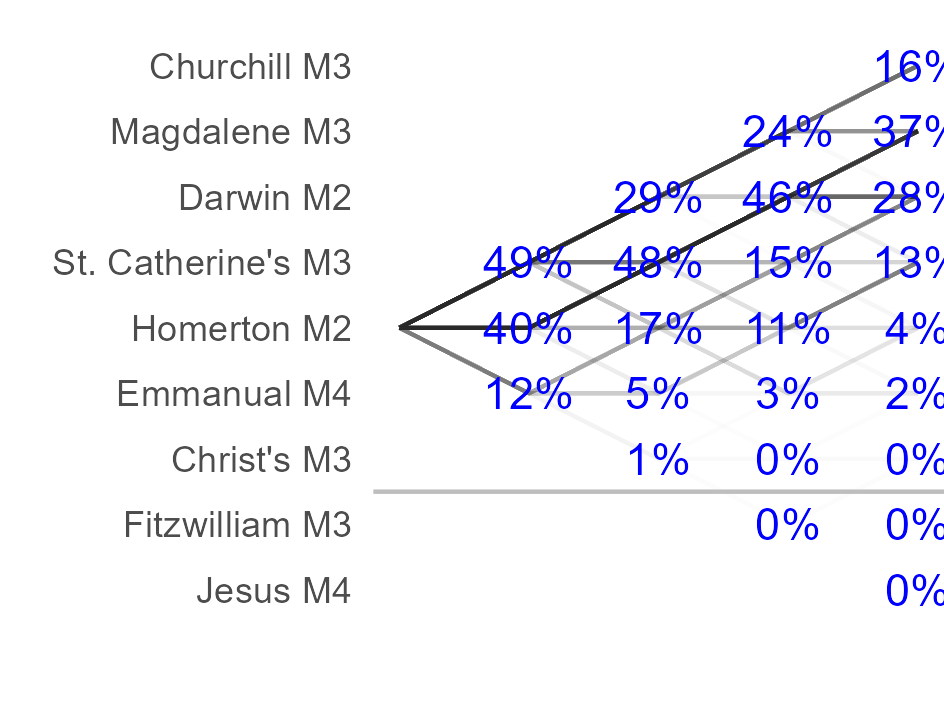 Churchill M3 16%
Magdalene M3 24% 37%
Darwin M2 29% 46% 28%
St. Catherine's M3 49% 48% 15% 13%
Homerton M2 40% 17% 11% 4%
Emmanual M4 12% 5% 3% 2%
Christ's M3 1% 0% 0%
Fitzwilliam M3 0% 0%
Jesus M4 0%